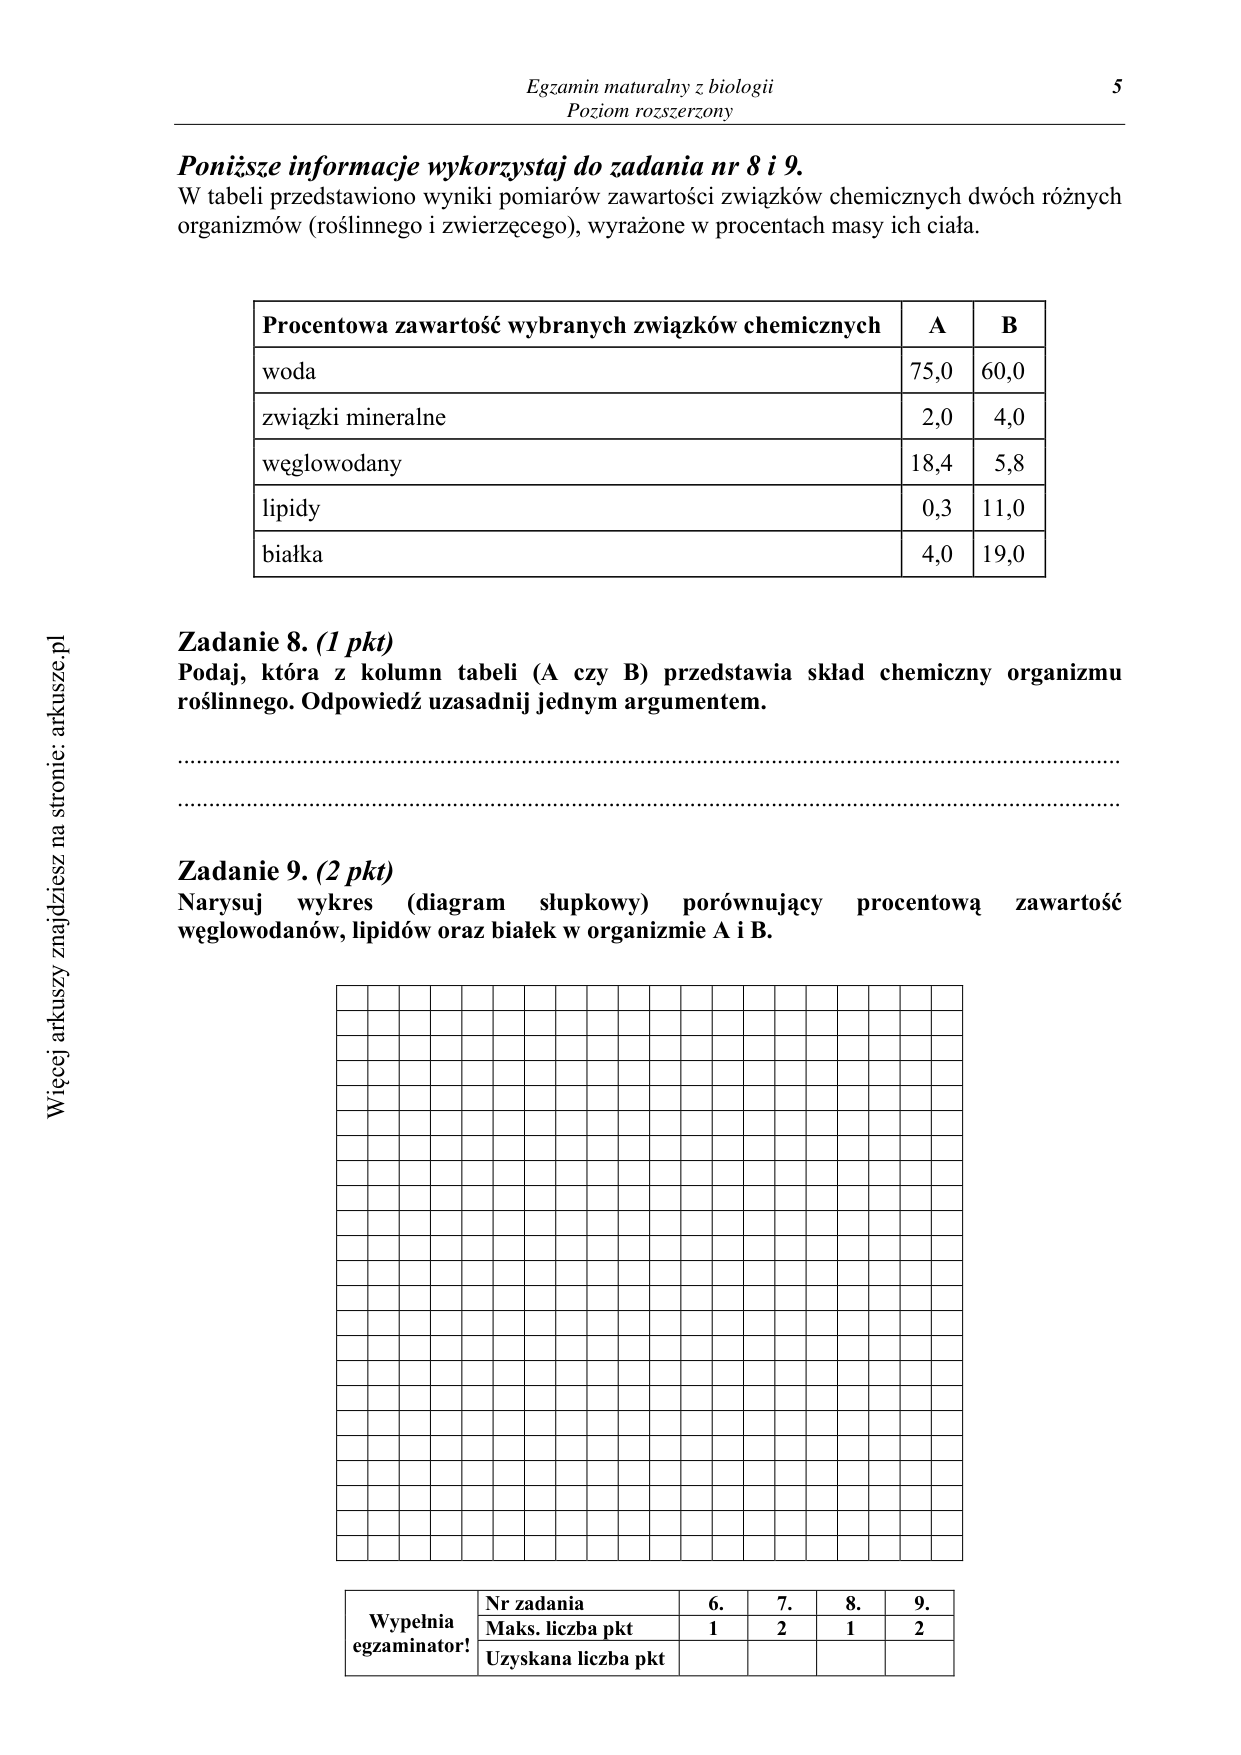 Egzamin maturalny z biologii
Poziom rozszerzony
5
Poniższe informacje wykorzystaj do zadania nr 8 i 9.
W tabeli przedstawiono wyniki pomiarów zawartości związków chemicznych dwóch różnych
organizmów (roślinnego i zwierzęcego), wyrażone w procentach masy ich ciała.
Procentowa zawartość wybranych związków chemicznych A B
woda 75,0 60,0
związki mineralne 2,0 4,0
węglowodany 18,4 5,8
lipidy 0,3 11,0
białka 4,0 19,0
Zadanie 8. (1 pkt)
Podaj, która z kolumn tabeli (A czy B) przedstawia skład chemiczny organizmu
roślinnego. Odpowiedź uzasadnij jednym argumentem.
Zadanie 9. (2 pkt)
Narysuj wykres (diagram słupkowy) porównujący procentową zawartość
węglowodanów, lipidów oraz białek w organizmie A i B.
Wypełnia
egzaminator!
Nr zadania 6. 7. 8. 9.
Maks. liczba pkt 1 2 1 2
Uzyskana liczba pkt
Więcej arkuszy znajdziesz na stronie: arkusze.pl